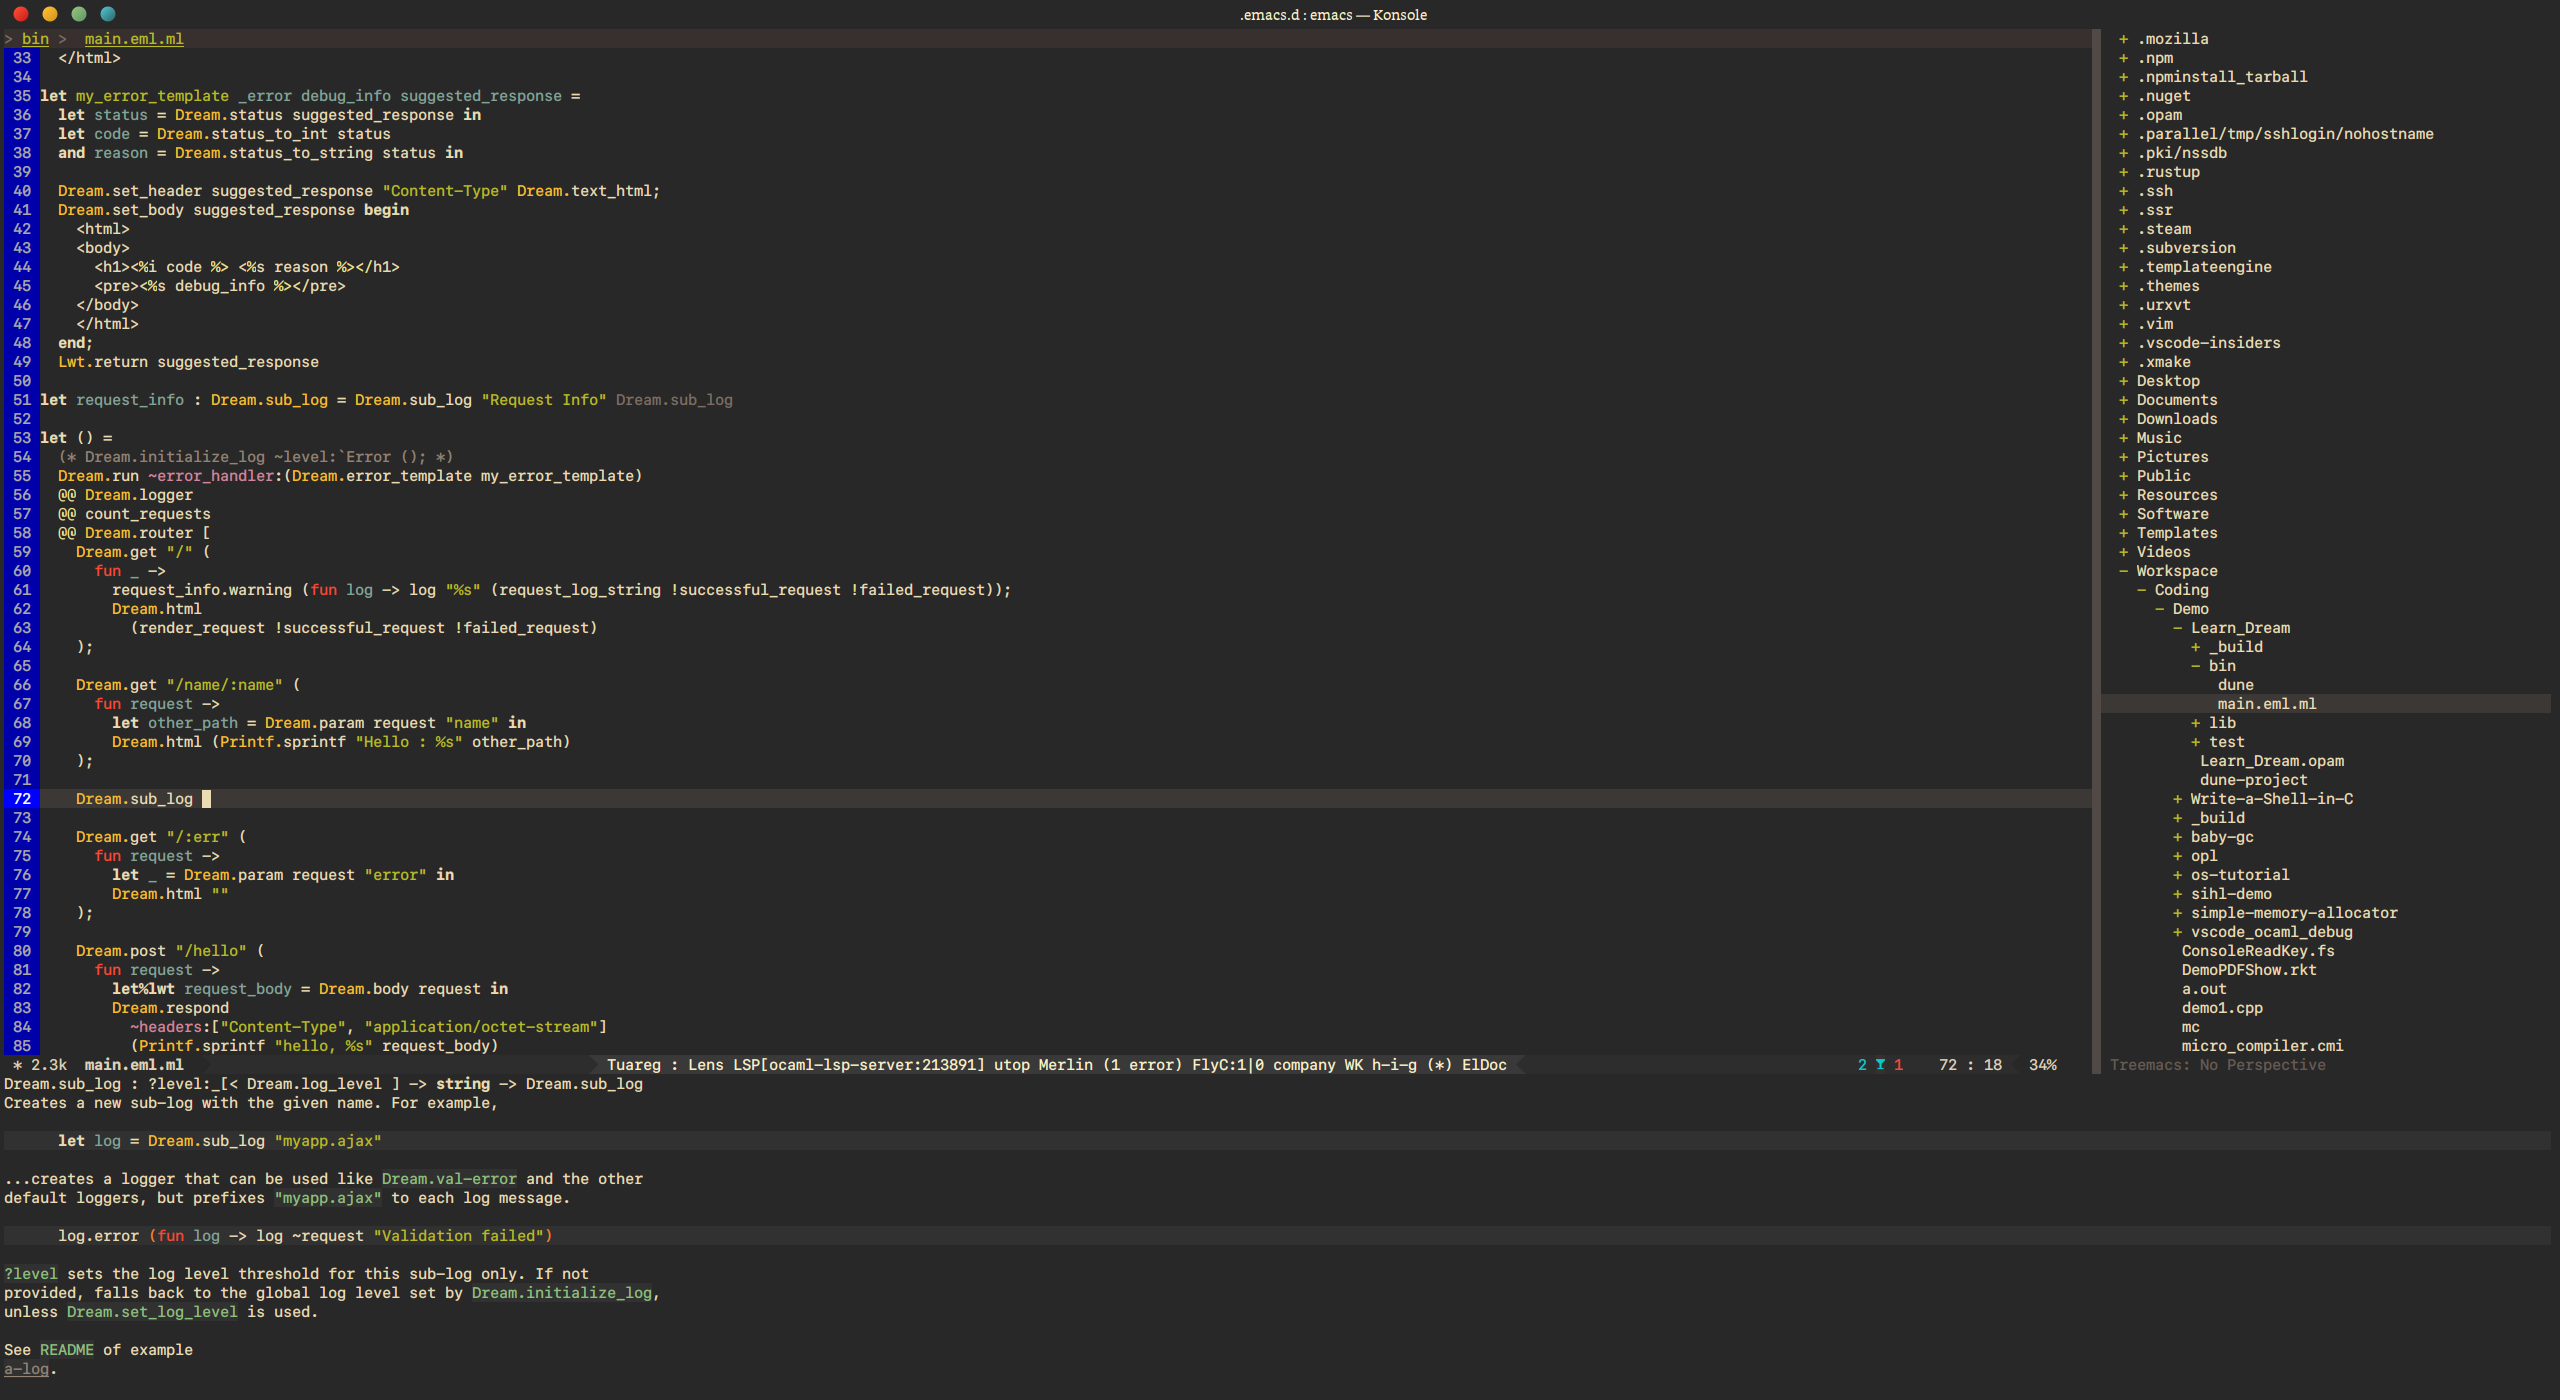 .emacs.d : emacs — Konsole
> bin >  main.eml.ml
33   </html>
34
35 let my_error_template _error debug_info suggested_response =
36   let status = Dream.status suggested_response in
37   let code = Dream.status_to_int status
38   and reason = Dream.status_to_string status in
39
40   Dream.set_header suggested_response "Content-Type" Dream.text_html;
41   Dream.set_body suggested_response begin
42     <html>
43     <body>
44       <h1><%i code %> <%s reason %></h1>
45       <pre><%s debug_info %></pre>
46     </body>
47     </html>
48   end;
49   Lwt.return suggested_response
50
51 let request_info : Dream.sub_log = Dream.sub_log "Request Info" Dream.sub_log
52
53 let () =
54   (* Dream.initialize_log ~level:`Error (); *)
55   Dream.run ~error_handler:(Dream.error_template my_error_template)
56   @@ Dream.logger
57   @@ count_requests
58   @@ Dream.router [
59     Dream.get "/" (
60       fun _ ->
61         request_info.warning (fun log -> log "%s" (request_log_string !successful_request !failed_request));
62         Dream.html
63           (render_request !successful_request !failed_request)
64     );
65
66     Dream.get "/name/:name" (
67       fun request ->
68         let other_path = Dream.param request "name" in
69         Dream.html (Printf.sprintf "Hello : %s" other_path)
70     );
71
72     Dream.sub_log
73
74     Dream.get "/:err" (
75       fun request ->
76         let _ = Dream.param request "error" in
77         Dream.html ""
78     );
79
80     Dream.post "/hello" (
81       fun request ->
82         let%lwt request_body = Dream.body request in
83         Dream.respond
84           ~headers:["Content-Type", "application/octet-stream"]
85           (Printf.sprintf "hello, %s" request_body)
* 2.3k  main.eml.ml  Tuareg : Lens LSP[ocaml-lsp-server:213891] utop Merlin (1 error) FlyC:1|0 company WK h-i-g (*) ElDoc  2 1  72 : 18  34%
+ .mozilla
+ .npm
+ .npminstall_tarball
+ .nuget
+ .opam
+ .parallel/tmp/sshlogin/nohostname
+ .pki/nssdb
+ .rustup
+ .ssh
+ .ssr
+ .steam
+ .subversion
+ .templateengine
+ .themes
+ .urxvt
+ .vim
+ .vscode-insiders
+ .xmake
+ Desktop
+ Documents
+ Downloads
+ Music
+ Pictures
+ Public
+ Resources
+ Software
+ Templates
+ Videos
- Workspace
- Coding
- Demo
- Learn_Dream
+ _build
- bin
dune
main.eml.ml
+ lib
+ test
Learn_Dream.opam
dune-project
+ Write-a-Shell-in-C
+ _build
+ baby-gc
+ opl
+ os-tutorial
+ sihl-demo
+ simple-memory-allocator
+ vscode_ocaml_debug
ConsoleReadKey.fs
DemoPDFShow.rkt
a.out
demo1.cpp
mc
micro_compiler.cmi
Treemacs: No Perspective
Dream.sub_log : ?level:_[< Dream.log_level ] -> string -> Dream.sub_log
Creates a new sub-log with the given name. For example,
let log = Dream.sub_log "myapp.ajax"
...creates a logger that can be used like Dream.val-error and the other
default loggers, but prefixes "myapp.ajax" to each log message.
log.error (fun log -> log ~request "Validation failed")
?level sets the log level threshold for this sub-log only. If not
provided, falls back to the global log level set by Dream.initialize_log,
unless Dream.set_log_level is used.
See README of example
a-log.